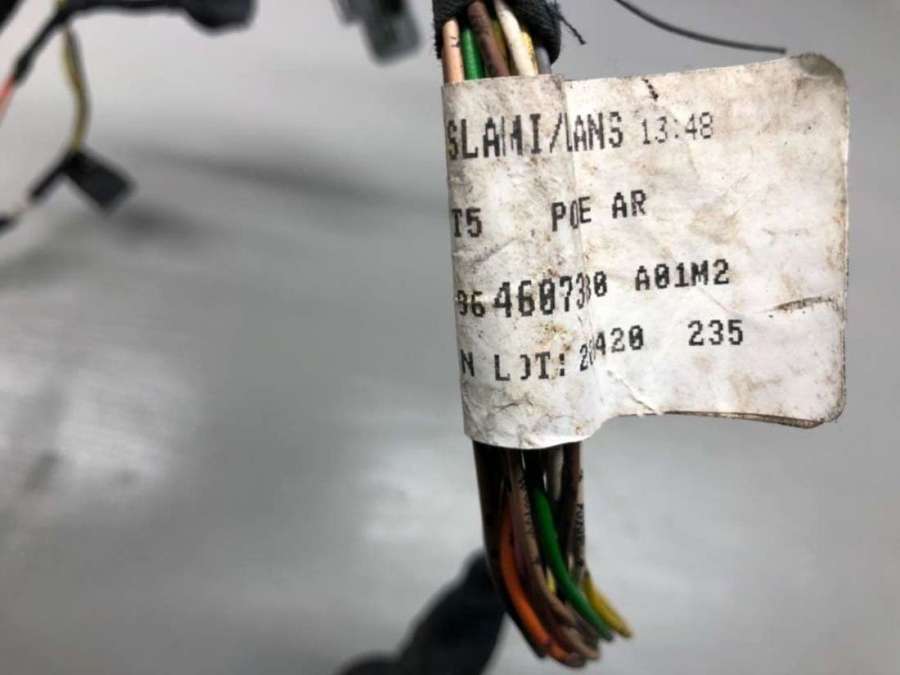 SLAMI/LANS 13:48
T5 POE AR
96460730 A01M2
N LOT: 20420 235